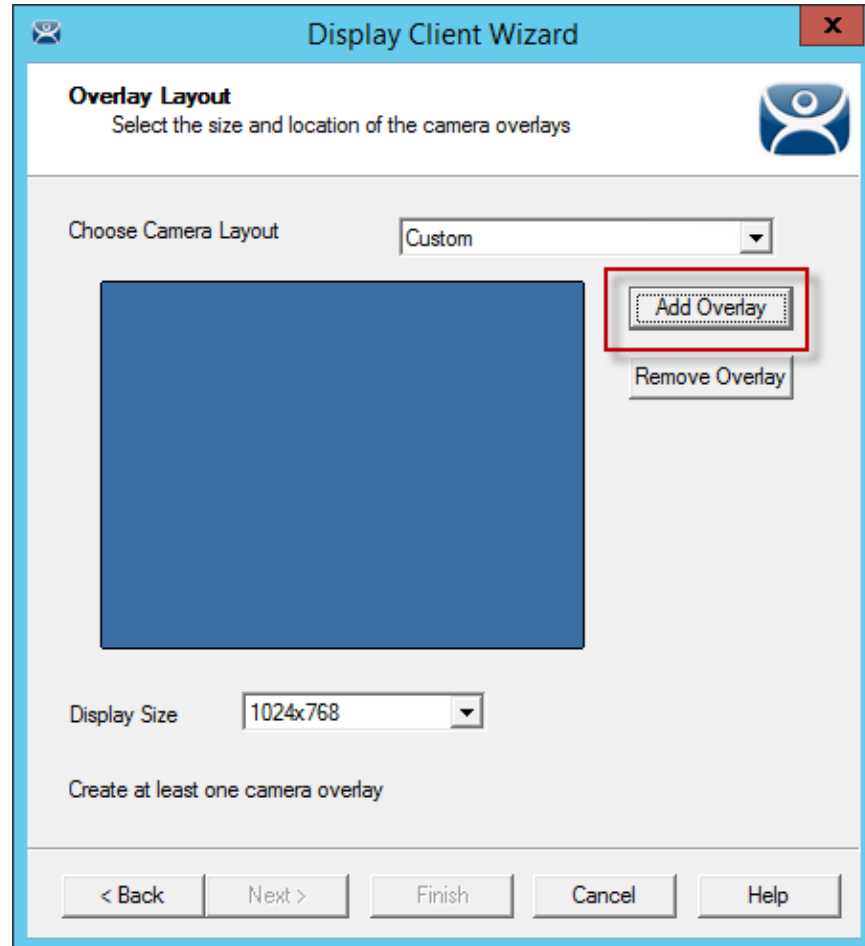 Display Client Wizard
x
Overlay Layout
Select the size and location of the camera overlays
Choose Camera Layout
Custom
Add Overlay
Remove Overlay
Display Size
1024x768
Create at least one camera overlay
< Back
Next >
Finish
Cancel
Help